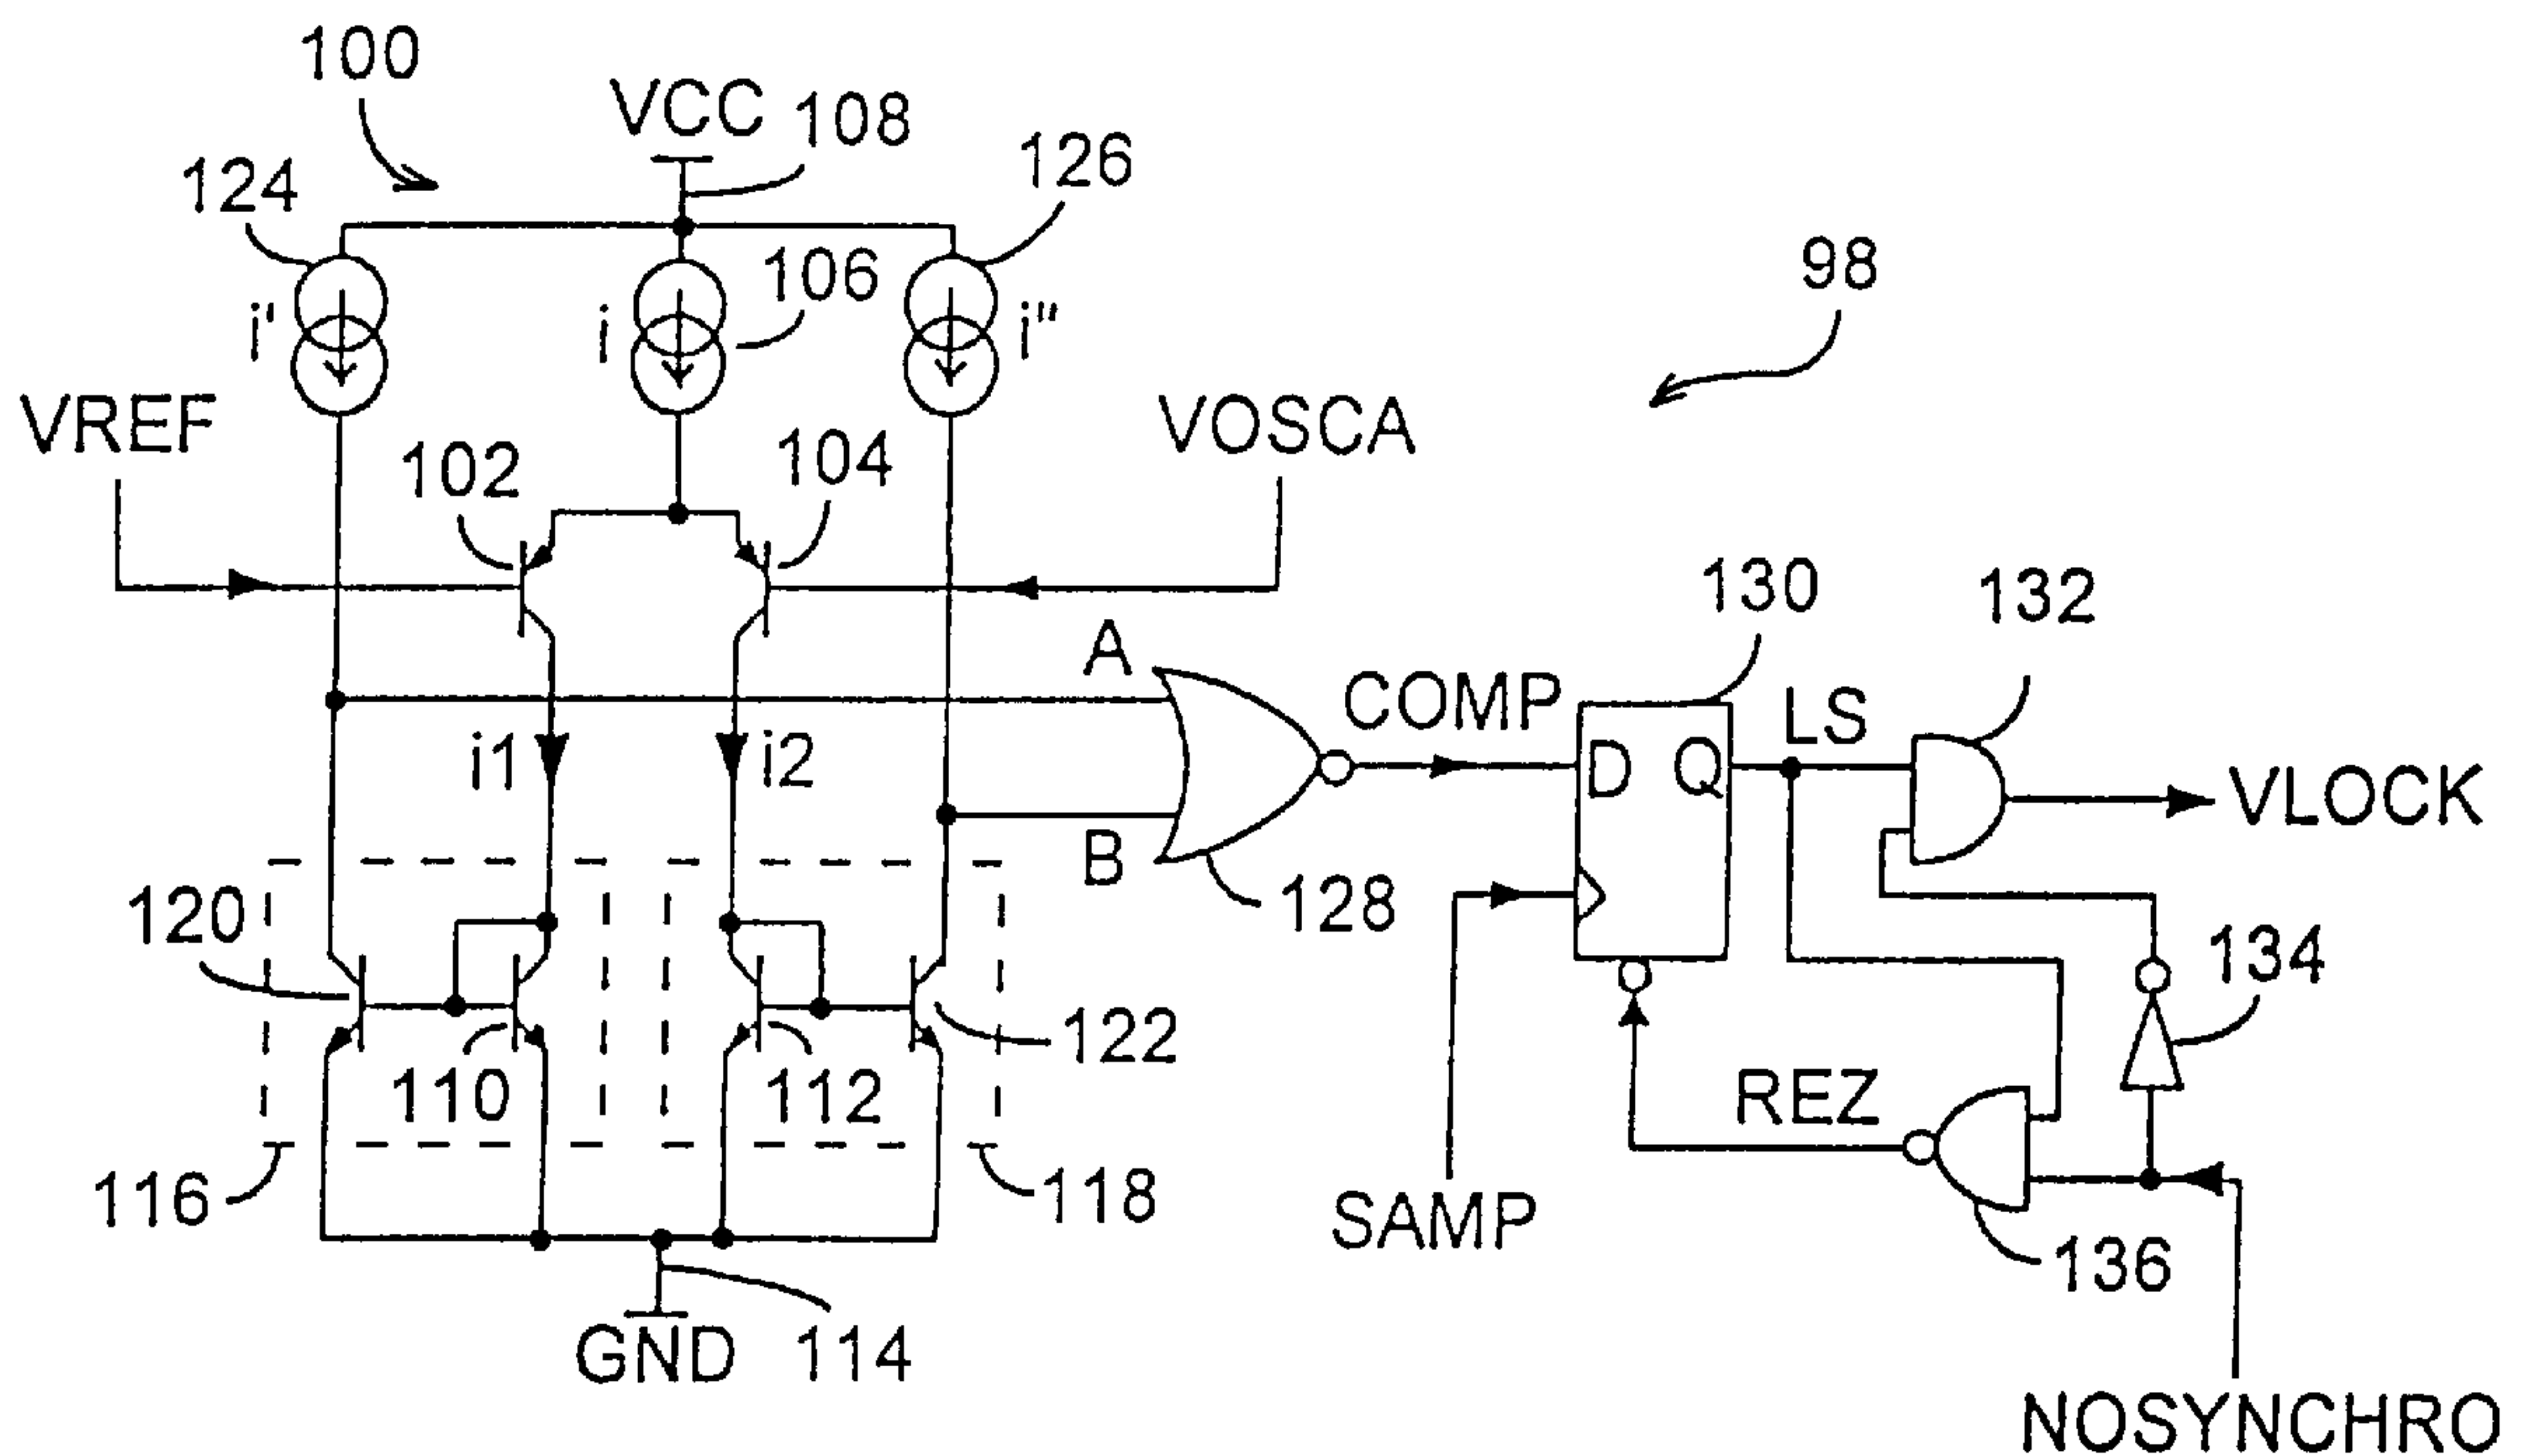 100
VCC
108
124
126
106
98
i'
i
i"
VREF
102
104
VOSCA
130
132
A
COMP
LS
i1
i2
D
Q
VLOCK
B
128
120
134
122
110
112
REZ
116
118
SAMP
136
GND
114
NOSYNCHRO